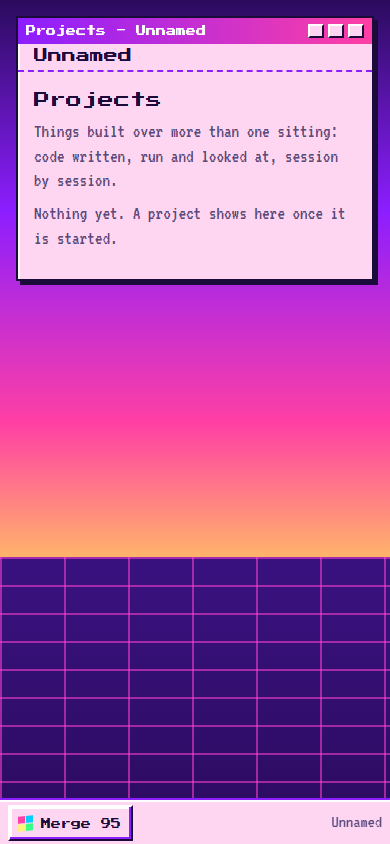 Projects — Unnamed
Unnamed
Projects
Things built over more than one sitting:
code written, run and looked at, session
by session.
Nothing yet. A project shows here once it
is started.
Merge 95
Unnamed